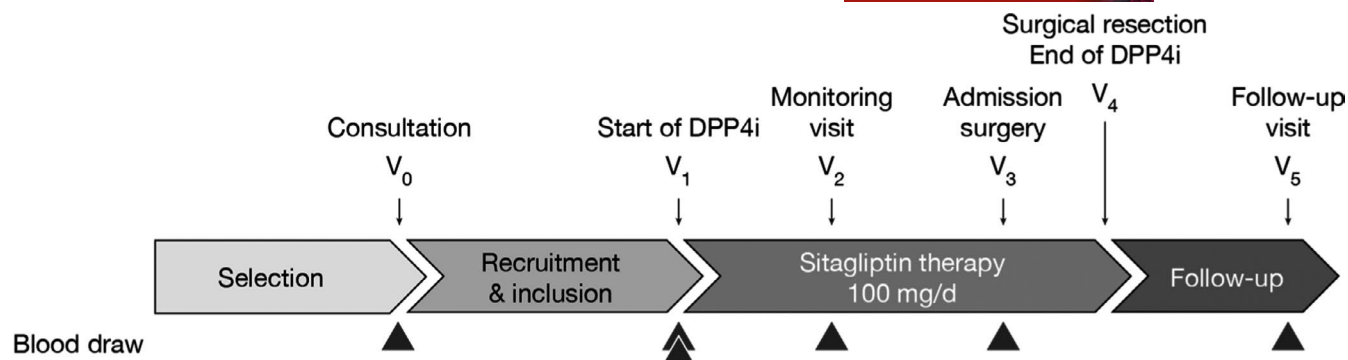 Surgical resection
End of DPP4i
V4
Monitoring
visit
V2
Admission
surgery
V3
Follow-up
visit
V5
Consultation
V0
Start of DPP4i
V1
Selection
Recruitment
& inclusion
Sitagliptin therapy
100 mg/d
Follow-up
Blood draw